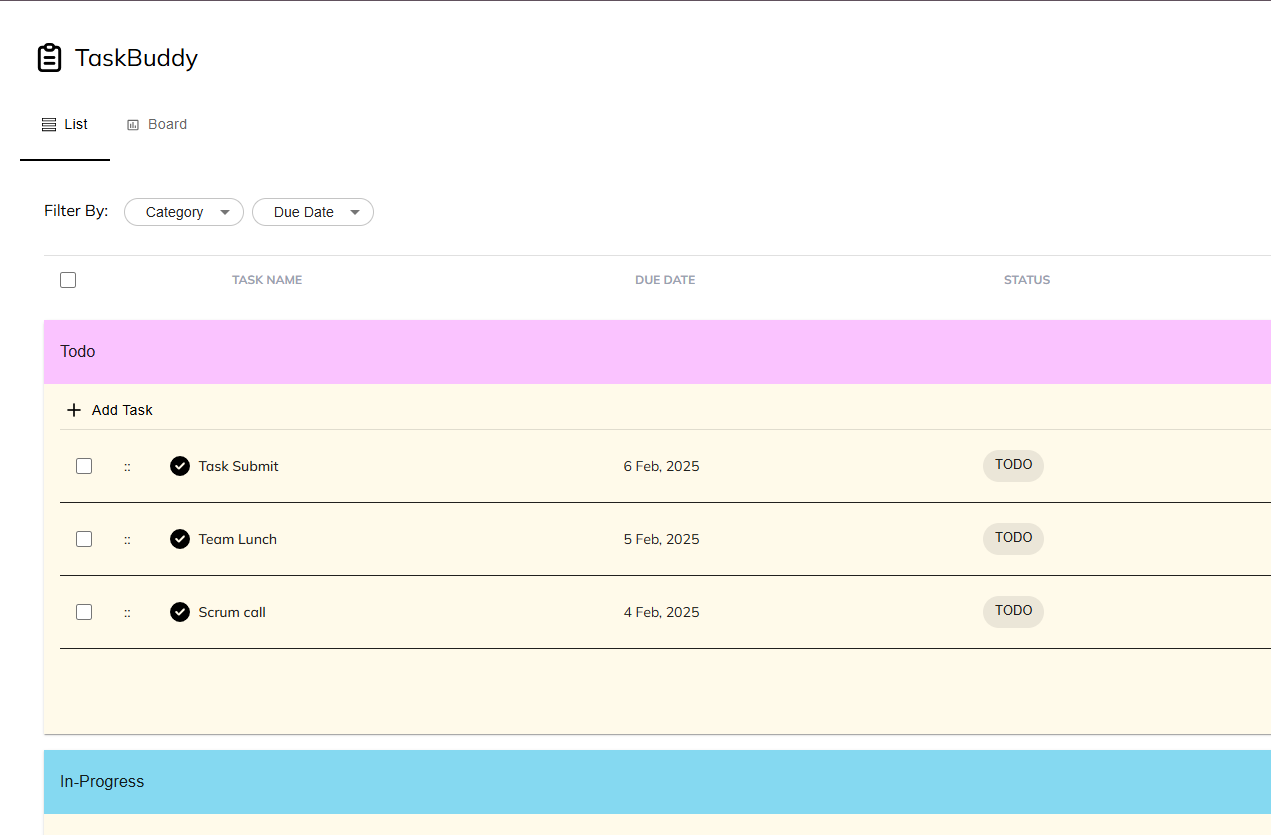 TaskBuddy
List Board
Filter By: Category Due Date
TASK NAME DUE DATE STATUS
Todo
+ Add Task
:: Task Submit 6 Feb, 2025 TODO
:: Team Lunch 5 Feb, 2025 TODO
:: Scrum call 4 Feb, 2025 TODO
In-Progress